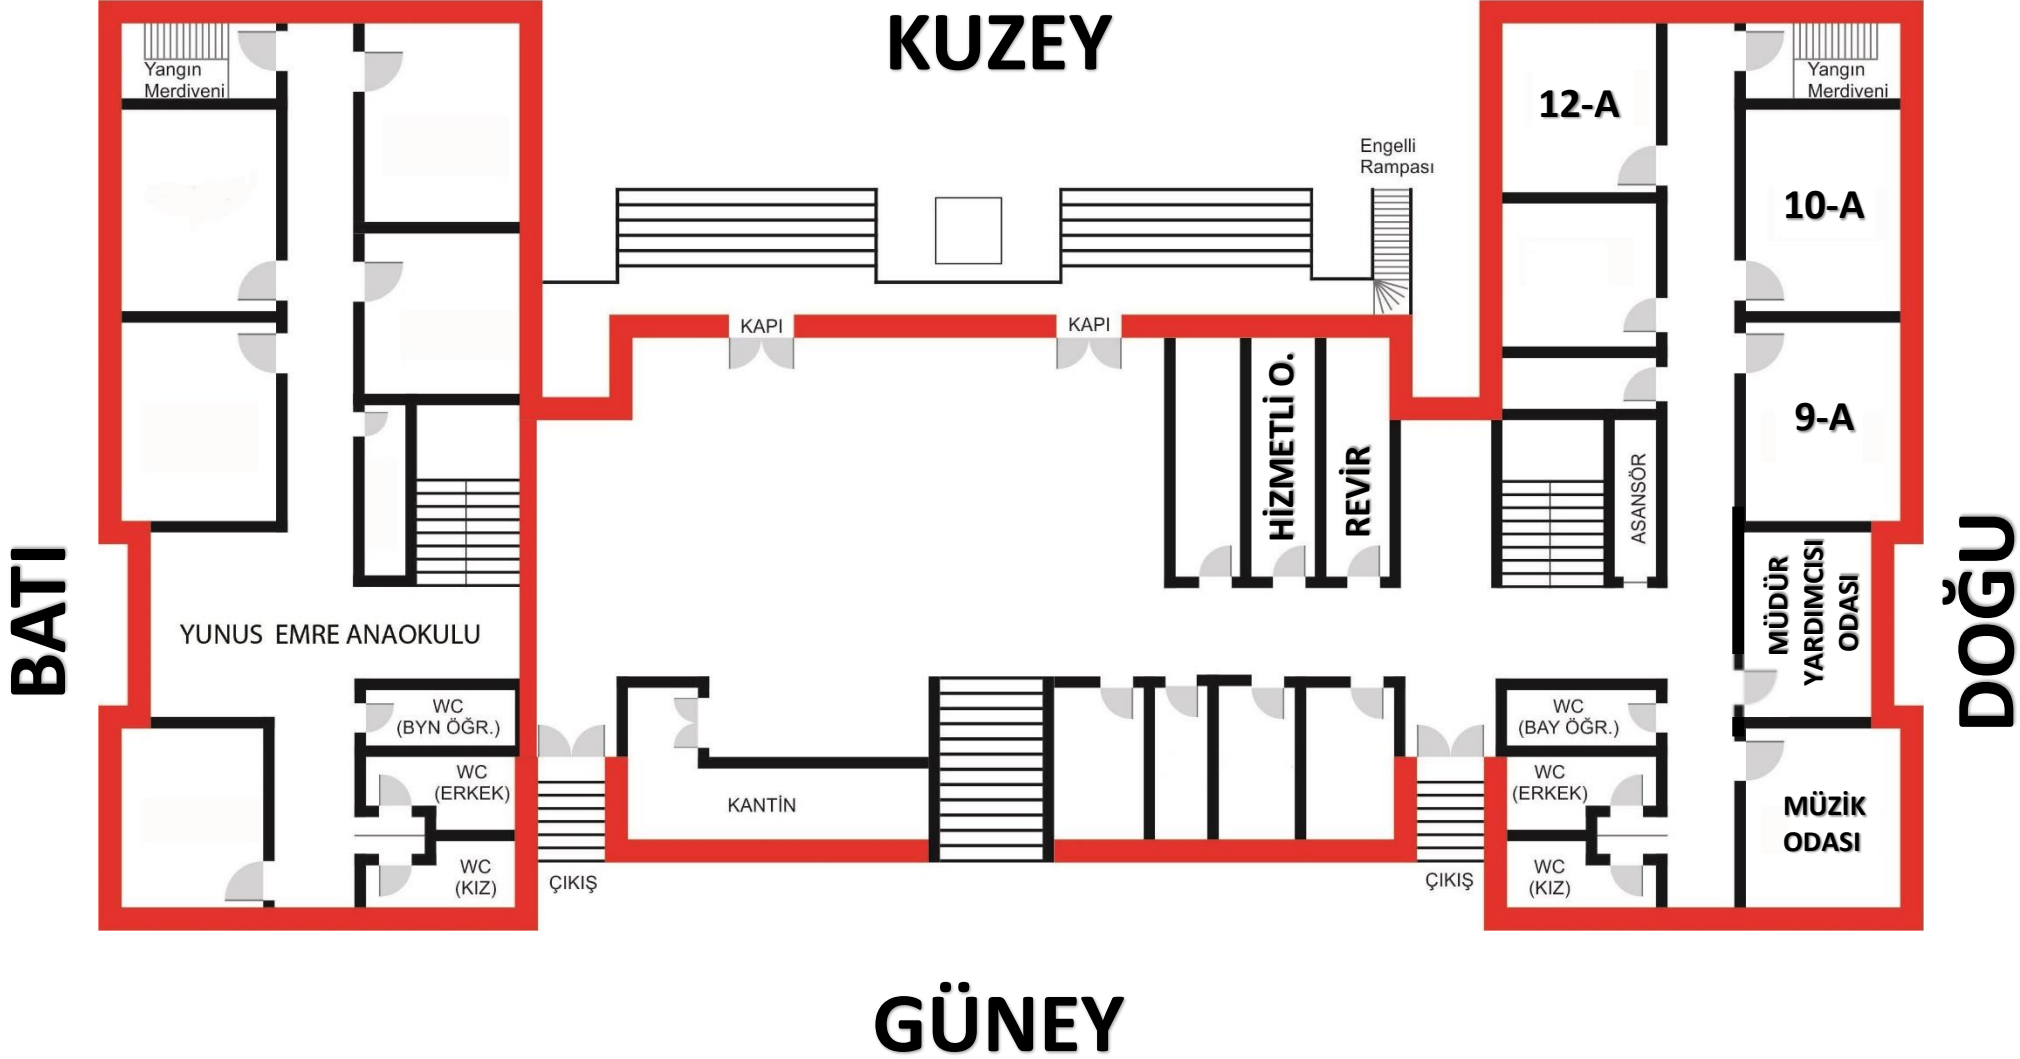 KUZEY
Yangın
Merdiveni
12-A
Yangın
Merdiveni
Engelli
Rampası
10-A
KAPI
KAPI
HİZMETLİ O.
REVİR
9-A
ASANSÖR
BATI
DOĞU
YUNUS EMRE ANAOKULU
MÜDÜR
YARDIMCISI
ODASI
WC
(BYN ÖĞR.)
WC
(BAY ÖĞR.)
WC
(ERKEK)
KANTİN
WC
(ERKEK)
MÜZİK
ODASI
WC
(KIZ)
ÇIKIŞ
ÇIKIŞ
WC
(KIZ)
GÜNEY